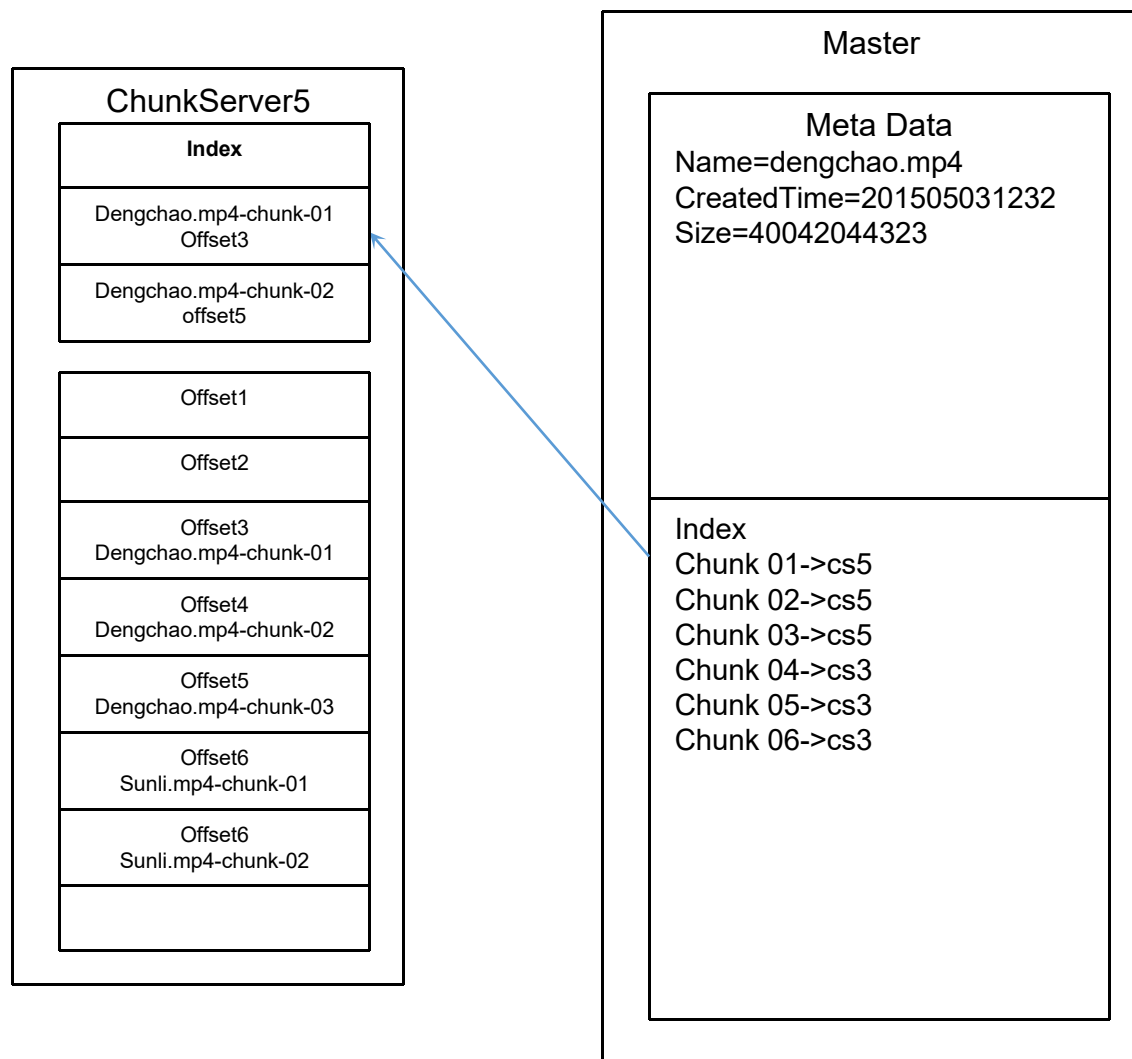 ChunkServer5
Index
Dengchao.mp4-chunk-01
Offset3
Dengchao.mp4-chunk-02
offset5
Offset1
Offset2
Offset3
Dengchao.mp4-chunk-01
Offset4
Dengchao.mp4-chunk-02
Offset5
Dengchao.mp4-chunk-03
Offset6
Sunli.mp4-chunk-01
Offset6
Sunli.mp4-chunk-02
Master
Meta Data
Name=dengchao.mp4
CreatedTime=201505031232
Size=40042044323
Index
Chunk 01->cs5
Chunk 02->cs5
Chunk 03->cs5
Chunk 04->cs3
Chunk 05->cs3
Chunk 06->cs3